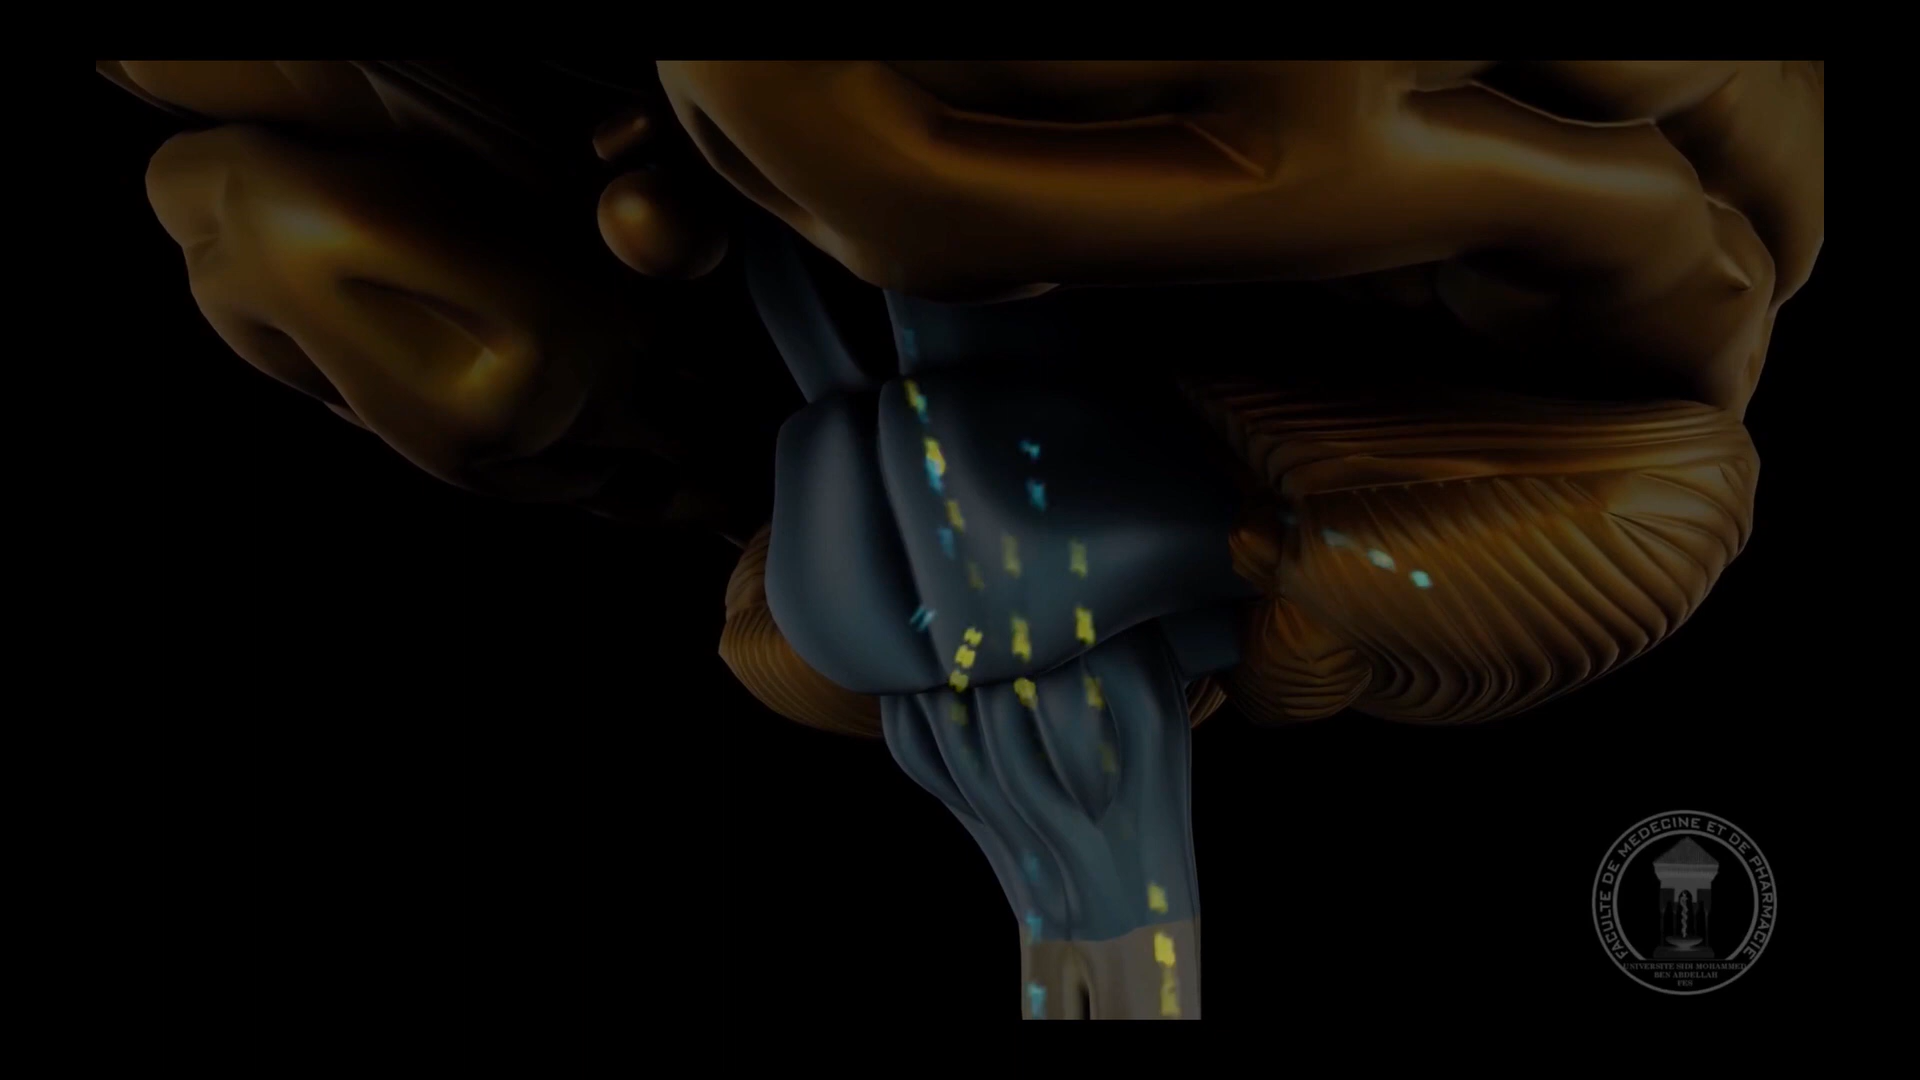 FACULTE DE MEDECINE ET DE PHARMACIE
UNIVERSITE SIDI MOHAMMED
BEN ABDELLAH
FES